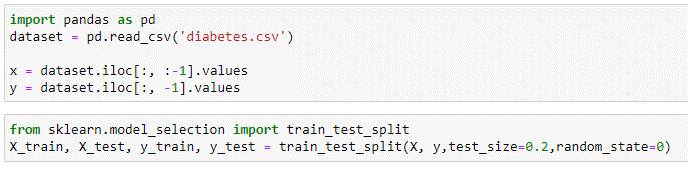 import pandas as pd
dataset = pd.read_csv('diabetes.csv')
x = dataset.iloc[:, :-1].values
y = dataset.iloc[:, -1].values
from sklearn.model_selection import train_test_split
X_train, X_test, y_train, y_test = train_test_split(X, y,test_size=0.2,random_state=0)